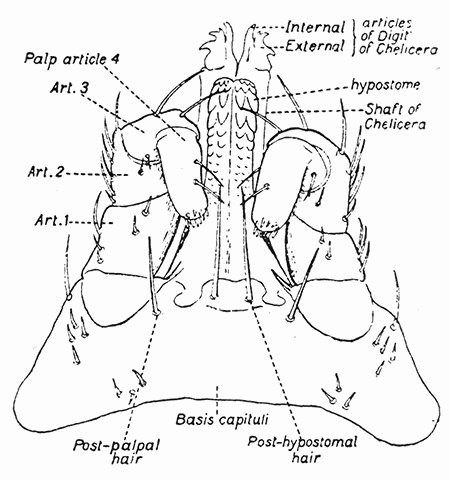 Internal } articles
External } of Digit
of Chelicera
Palp article 4
Art. 3
hypostome
Shaft of
Chelicera
Art. 2
Art. 1
Basis capituli
Post-palpal
hair
Post-hypostomal
hair